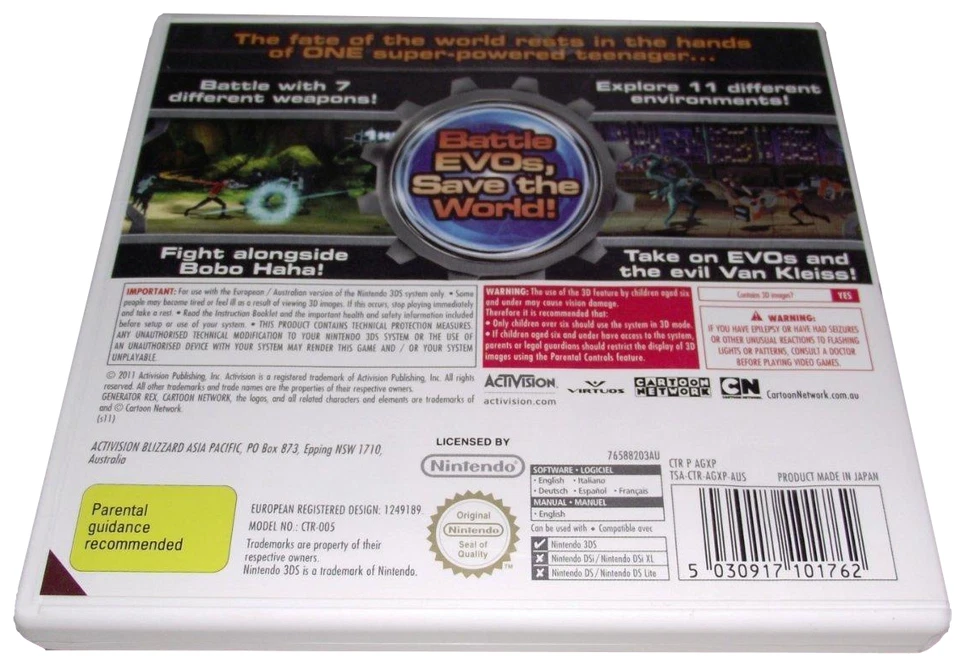 The fate of the world rests in the hands
of ONE super-powered teenager...
Battle with 7
different weapons!
Explore 11 different
environments!
Battle
EVOs,
Save the
World!
Fight alongside
Bobo Haha!
Take on EVOs and
the evil Van Kleiss!
IMPORTANT: For use with the European / Australian version of the Nintendo 3DS system only. • Some
people may become tired or feel ill as a result of viewing 3D images. If this occurs, stop playing immediately
and take a rest. • Read the Instruction Booklet and the important health and safety information included
before setup or use of your system. • THIS PRODUCT CONTAINS TECHNICAL PROTECTION MEASURES.
ANY UNAUTHORISED TECHNICAL MODIFICATION TO YOUR NINTENDO 3DS SYSTEM OR THE USE OF
AN UNAUTHORISED DEVICE WITH YOUR SYSTEM MAY RENDER THIS GAME AND / OR YOUR SYSTEM
UNPLAYABLE.
WARNING: The use of the 3D feature by children aged six
and under may cause vision damage.
Therefore it is recommended that:
• Only children over six should use the system in 3D mode.
• If children aged six and under have access to the system,
parents or legal guardians should restrict the display of 3D
images using the Parental Controls feature.
Contains 3D images? YES
WARNING:
IF YOU HAVE EPILEPSY OR HAVE HAD SEIZURES
OR OTHER UNUSUAL REACTIONS TO FLASHING
LIGHTS OR PATTERNS, CONSULT A DOCTOR
BEFORE PLAYING VIDEO GAMES.
© 2011 Activision Publishing, Inc. Activision is a registered trademark of Activision Publishing, Inc. All rights
reserved. All other trademarks and trade names are the properties of their respective owners.
GENERATOR REX, CARTOON NETWORK, the logos, and all related characters and elements are trademarks of
and © Cartoon Network.
(s11)
ACTIVISION
activision.com
VIRTUOS
CARTOON
NETWORK
CN
CartoonNetwork.com.au
ACTIVISION BLIZZARD ASIA PACIFIC, PO Box 873, Epping NSW 1710,
Australia
LICENSED BY
Nintendo
76588203AU
SOFTWARE • LOGICIEL
• English • Italiano
• Deutsch • Español • Français
MANUAL • MANUEL
• English
Can be used with • Compatible avec
Nintendo 3DS
Nintendo DSi / Nintendo DSi XL
Nintendo DS / Nintendo DS Lite
CTR P AGXP
TSA-CTR-AGXP-AUS
PRODUCT MADE IN JAPAN
5 030917 101762
Parental
guidance
recommended
EUROPEAN REGISTERED DESIGN: 1249189
MODEL NO.: CTR-005
Trademarks are property of their
respective owners.
Nintendo 3DS is a trademark of Nintendo.
Original
Nintendo
Seal of
Quality
TM